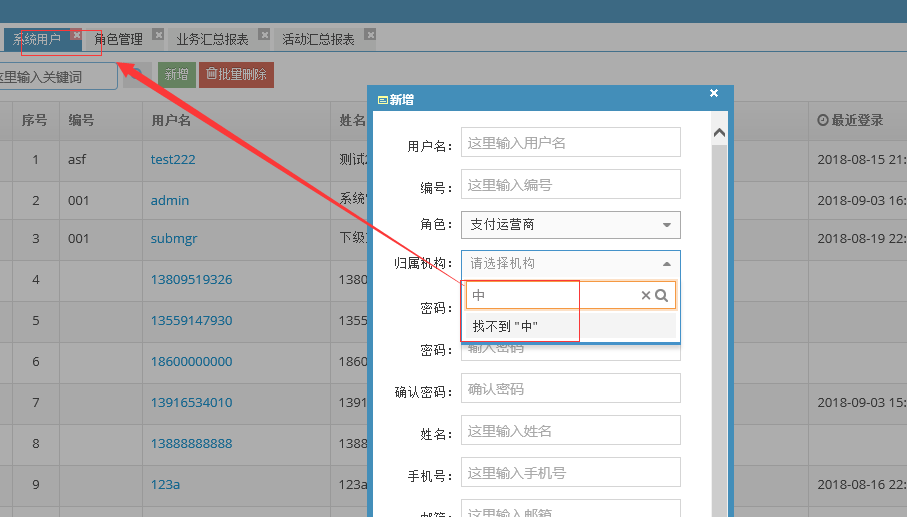 系统用户 角色管理 业务汇总报表 活动汇总报表
这里输入关键词 新增 批量删除
序号 编号 用户名 姓名 最近登录
1 asf test222 测试2 2018-08-15 21:
2 001 admin 系统 2018-09-03 16:
3 001 submgr 下级 2018-08-19 22:
4 13809519326 1380
5 13559147930 1355
6 18600000000 1860
7 13916534010 1391 2018-09-03 15:
8 13888888888 1388
9 123a 123a 2018-08-16 22:
新增
用户名: 这里输入用户名
编号: 这里输入编号
角色: 支付运营商
归属机构: 请选择机构
中
密码:
找不到 "中"
密码: 输入密码
确认密码: 确认密码
姓名: 这里输入姓名
手机号: 这里输入手机号
邮箱: 这里输入邮箱